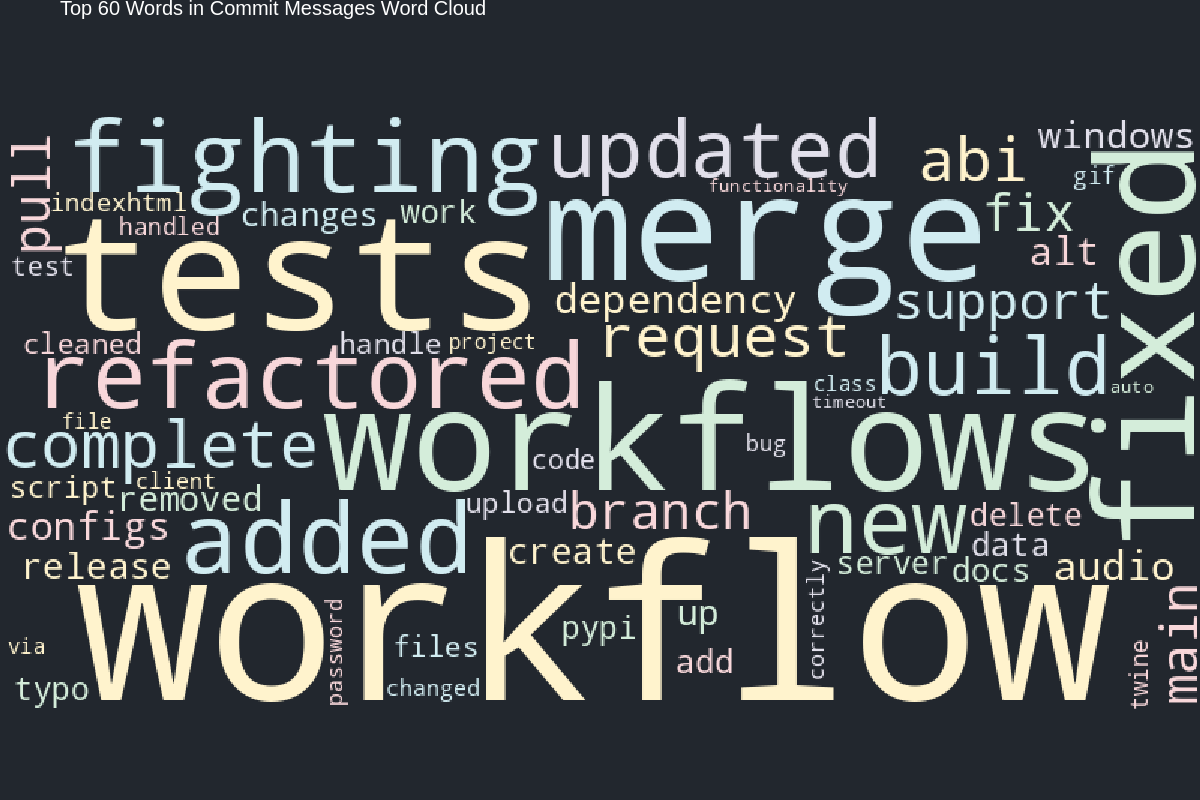 Top 60 Words in Commit Messages Word Cloud
fighting
updated
abi
windows
pull
indexhtml
functionality
gif
handled
changes
work
merge
fix
fixed
test
tests
alt
dependency
support
request
cleaned
handle
project
build
refactored
class
auto
timeout
file
complete
workflows
code
bug
script
client
removed
upload
branch
configs
added
new
delete
data
release
create
server
docs
audio
workflow
password
correctly
pypi
up
main
via
files
add
twine
typo
changed